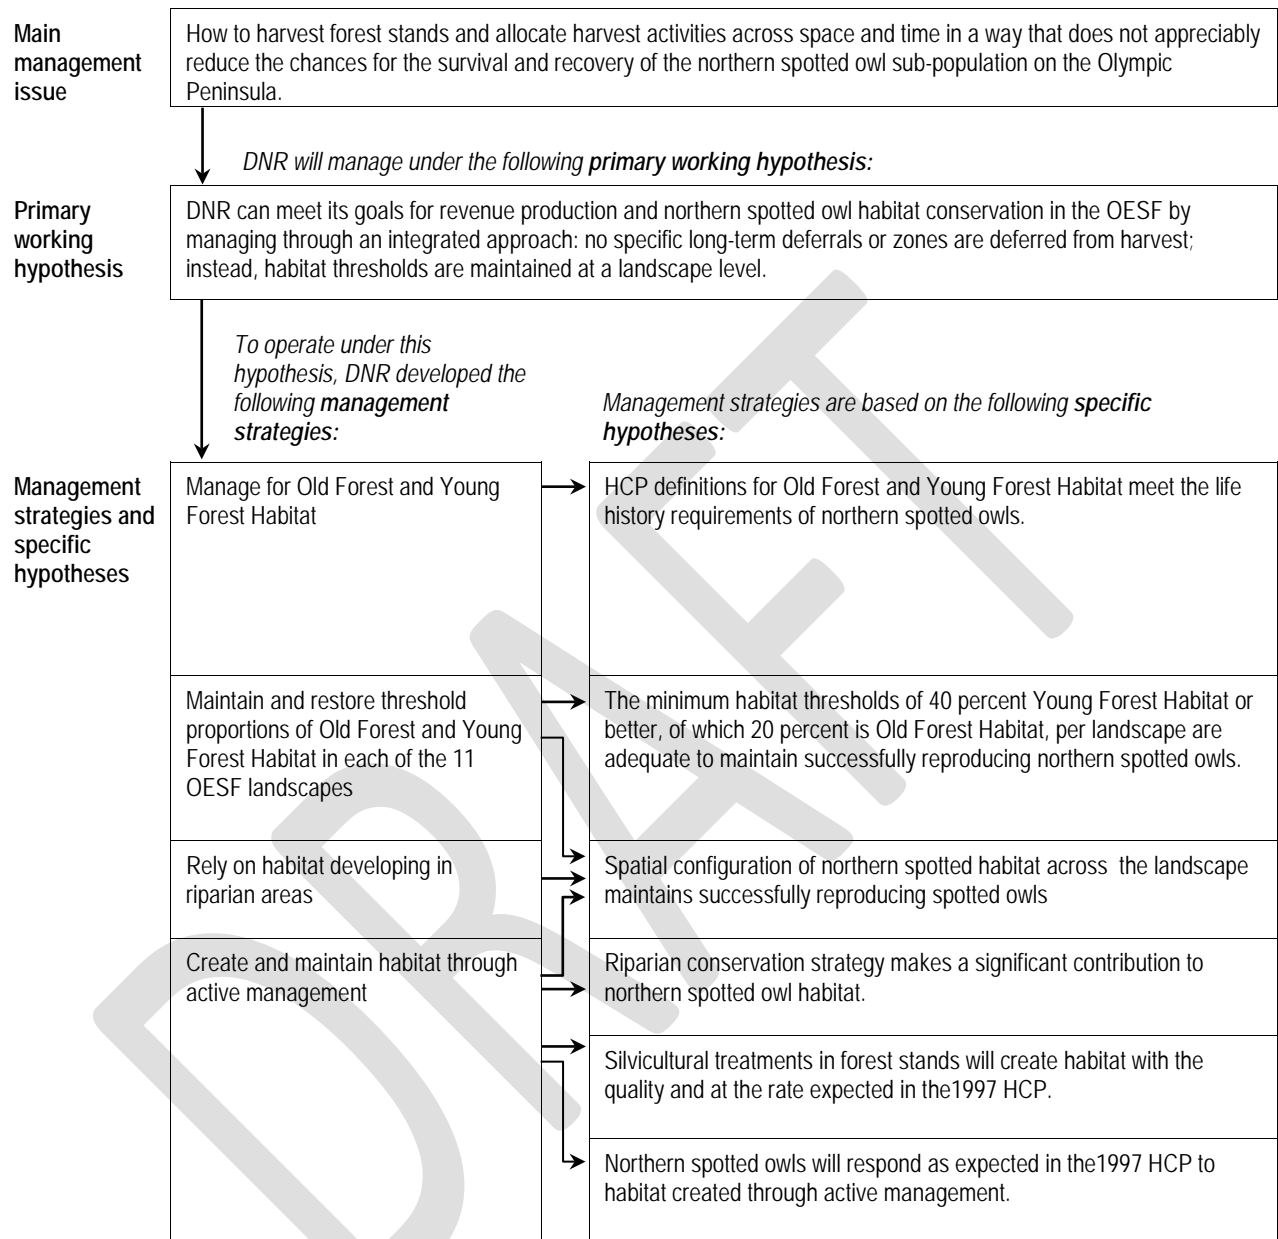 Main
management
issue
How to harvest forest stands and allocate harvest activities across space and time in a way that does not appreciably
reduce the chances for the survival and recovery of the northern spotted owl sub-population on the Olympic
Peninsula.
DNR will manage under the following primary working hypothesis:
Primary
working
hypothesis
DNR can meet its goals for revenue production and northern spotted owl habitat conservation in the OESF by
managing through an integrated approach: no specific long-term deferrals or zones are deferred from harvest;
instead, habitat thresholds are maintained at a landscape level.
To operate under this
hypothesis, DNR developed the
following management
strategies:
Management strategies are based on the following specific
hypotheses:
Management
strategies and
specific
hypotheses
Manage for Old Forest and Young
Forest Habitat
HCP definitions for Old Forest and Young Forest Habitat meet the life
history requirements of northern spotted owls.
Maintain and restore threshold
proportions of Old Forest and Young
Forest Habitat in each of the 11
OESF landscapes
The minimum habitat thresholds of 40 percent Young Forest Habitat or
better, of which 20 percent is Old Forest Habitat, per landscape are
adequate to maintain successfully reproducing northern spotted owls.
Rely on habitat developing in
riparian areas
Spatial configuration of northern spotted habitat across the landscape
maintains successfully reproducing spotted owls
Create and maintain habitat through
active management
Riparian conservation strategy makes a significant contribution to
northern spotted owl habitat.
Silvicultural treatments in forest stands will create habitat with the
quality and at the rate expected in the1997 HCP.
Northern spotted owls will respond as expected in the1997 HCP to
habitat created through active management.
DRAFT